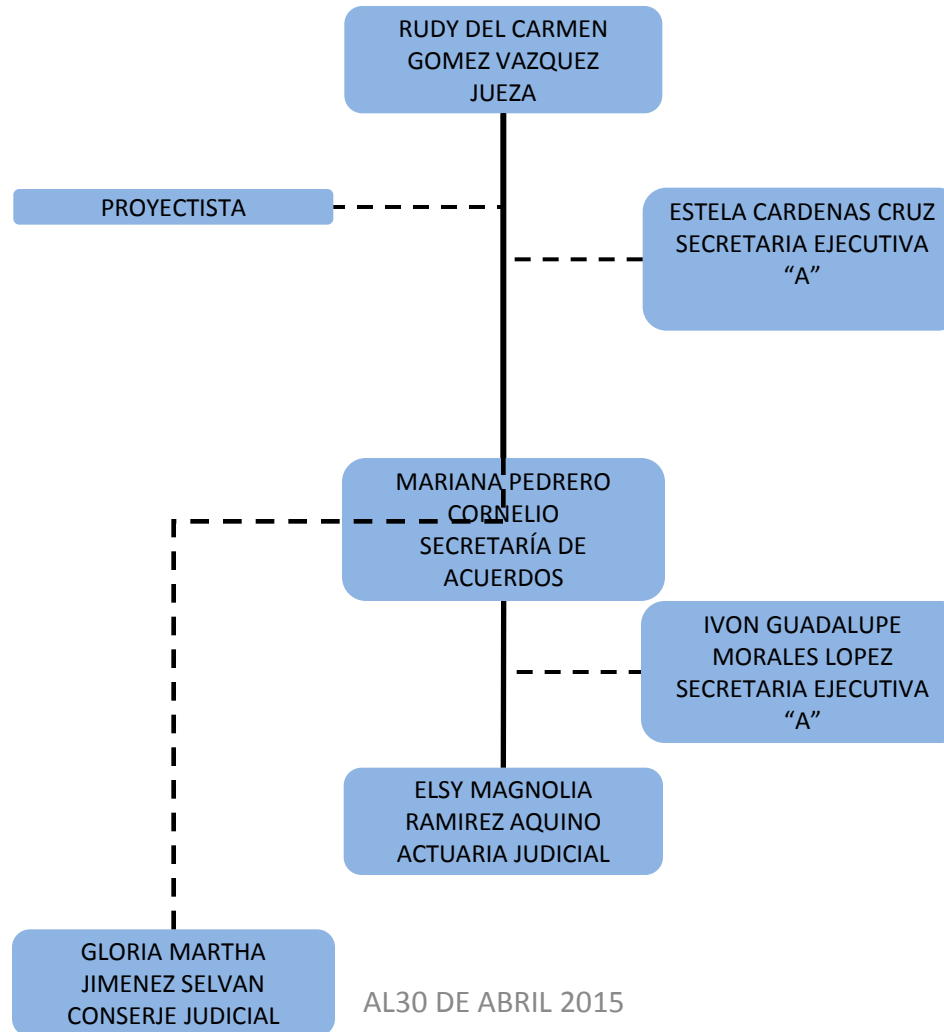 RUDY DEL CARMEN
GOMEZ VAZQUEZ
JUEZA
PROYECTISTA
ESTELA CARDENAS CRUZ
SECRETARIA EJECUTIVA
“A”
MARIANA PEDRERO
CORNELIO
SECRETARÍA DE
ACUERDOS
IVON GUADALUPE
MORALES LOPEZ
SECRETARIA EJECUTIVA
“A”
ELSY MAGNOLIA
RAMIREZ AQUINO
ACTUARIA JUDICIAL
GLORIA MARTHA
JIMENEZ SELVAN
CONSERJE JUDICIAL
AL30 DE ABRIL 2015